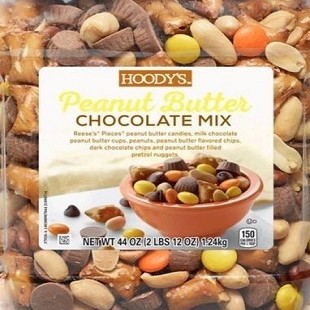 HOODY'S.
Peanut Butter
CHOCOLATE MIX
Reese's® Pieces® peanut butter candies, milk chocolate
peanut butter cups, peanuts, peanut butter flavored chips,
dark chocolate chips and peanut butter filled
pretzel nuggets.
NET WT 44 OZ (2 LBS 12 OZ) 1.24kg
150
CALORIES